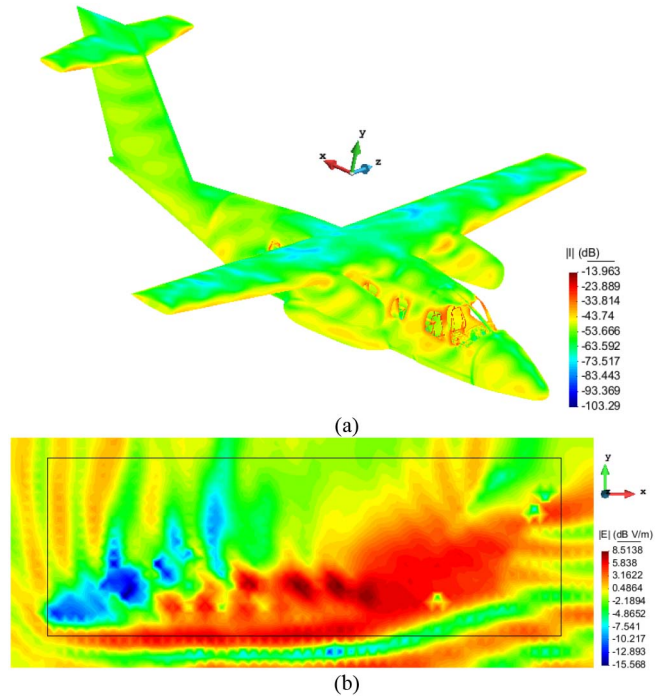 y
x
z
|I| (dB)
-13.963
-23.889
-33.814
-43.74
-53.666
-63.592
-73.517
-83.443
-93.369
-103.29
(a)
y
x
|E| (dB V/m)
8.5138
5.838
3.1622
0.4864
-2.1894
-4.8652
-7.541
-10.217
-12.893
-15.568
(b)